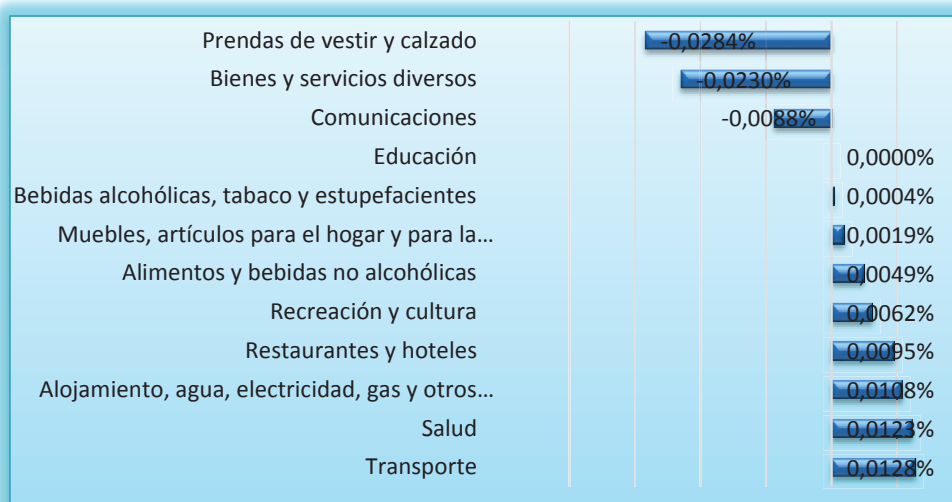 Prendas de vestir y calzado -0,0284%
Bienes y servicios diversos -0,0230%
Comunicaciones -0,0088%
Educación 0,0000%
Bebidas alcohólicas, tabaco y estupefacientes 0,0004%
Muebles, artículos para el hogar y para la... 0,0019%
Alimentos y bebidas no alcohólicas 0,0049%
Recreación y cultura 0,0062%
Restaurantes y hoteles 0,0095%
Alojamiento, agua, electricidad, gas y otros... 0,0108%
Salud 0,0123%
Transporte 0,0128%